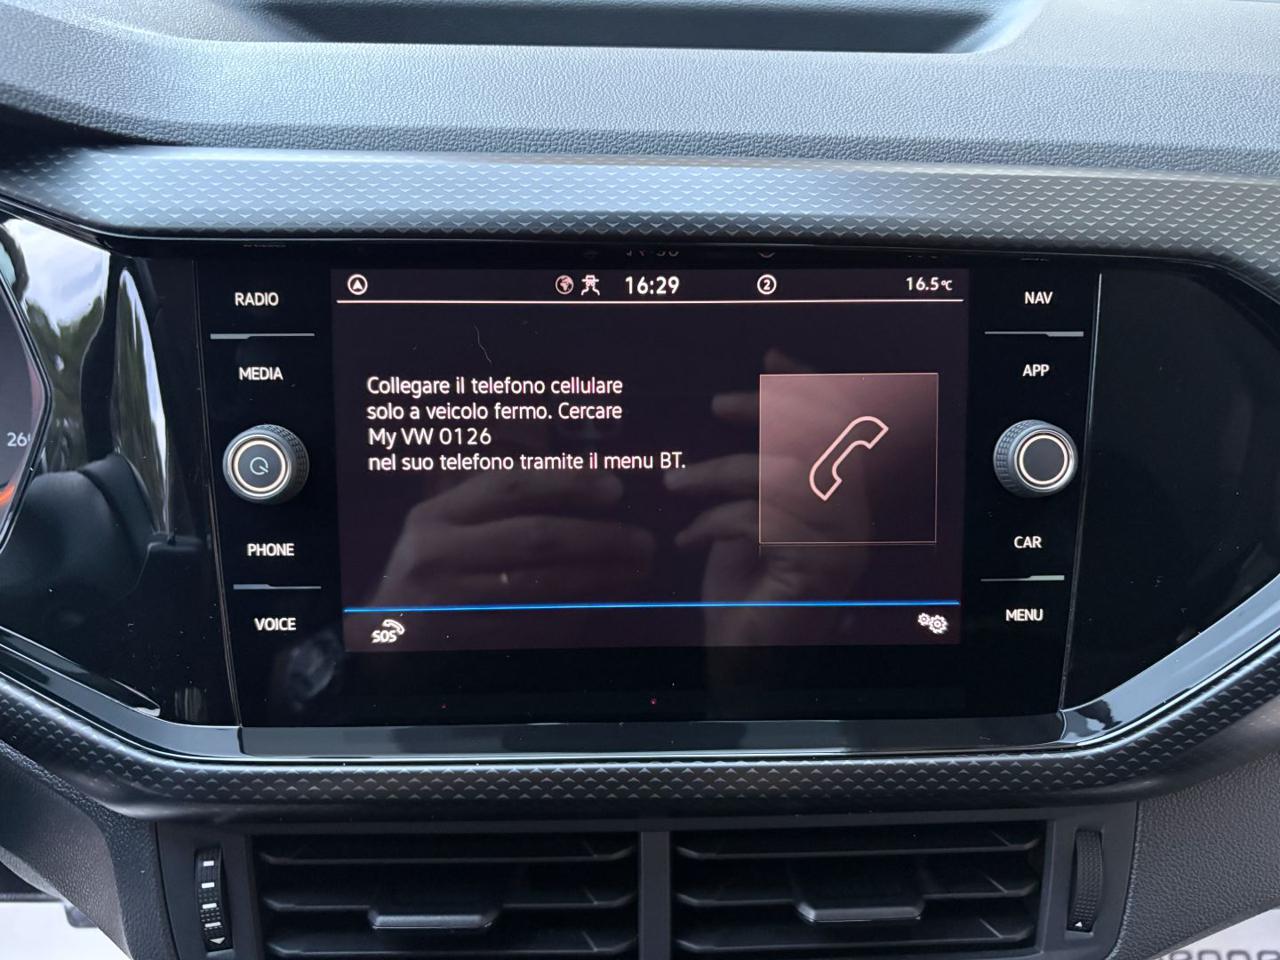 RADIO
MEDIA
PHONE
VOICE
16:29
2
16.5°C
Collegare il telefono cellulare
solo a veicolo fermo. Cercare
My VW 0126
nel suo telefono tramite il menu BT.
SOS
NAV
APP
CAR
MENU